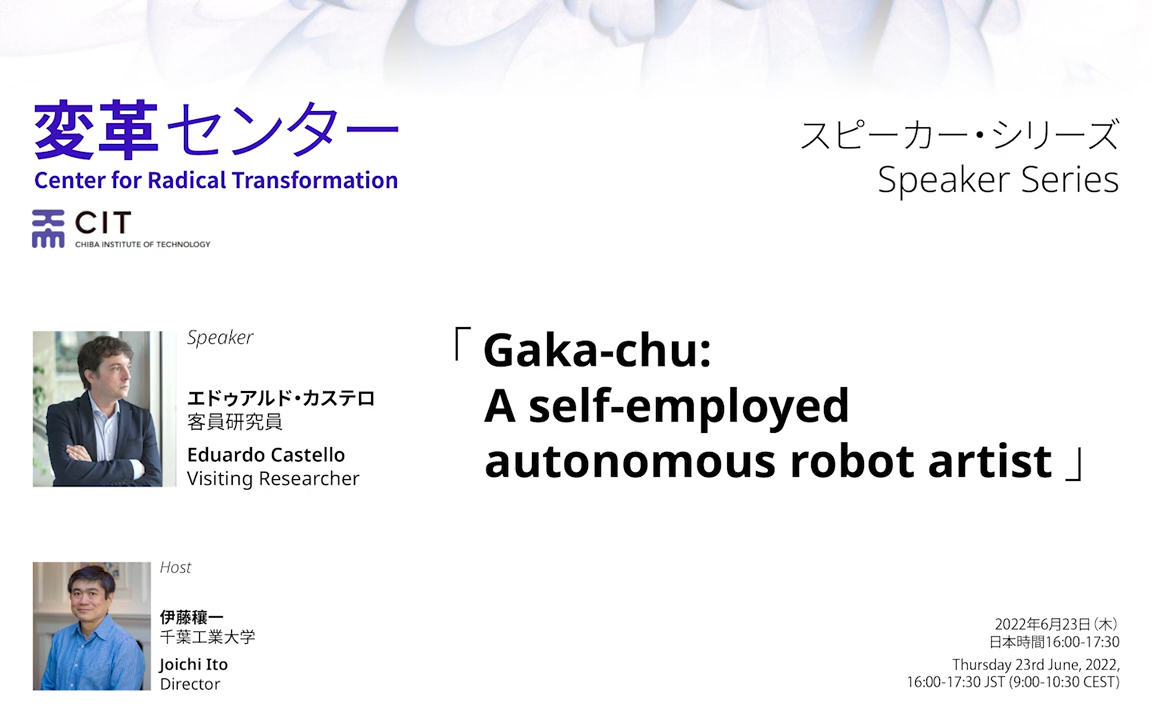 変革センター
Center for Radical Transformation
CIT
CHIBA INSTITUTE OF TECHNOLOGY
スピーカー・シリーズ
Speaker Series
Speaker
エドゥアルド・カステロ
客員研究員
Eduardo Castello
Visiting Researcher
「Gaka-chu:
A self-employed
autonomous robot artist」
Host
伊藤穰一
千葉工業大学
Joichi Ito
Director
2022年6月23日(木)
日本時間16:00-17:30
Thursday 23rd June, 2022,
16:00-17:30 JST (9:00-10:30 CEST)